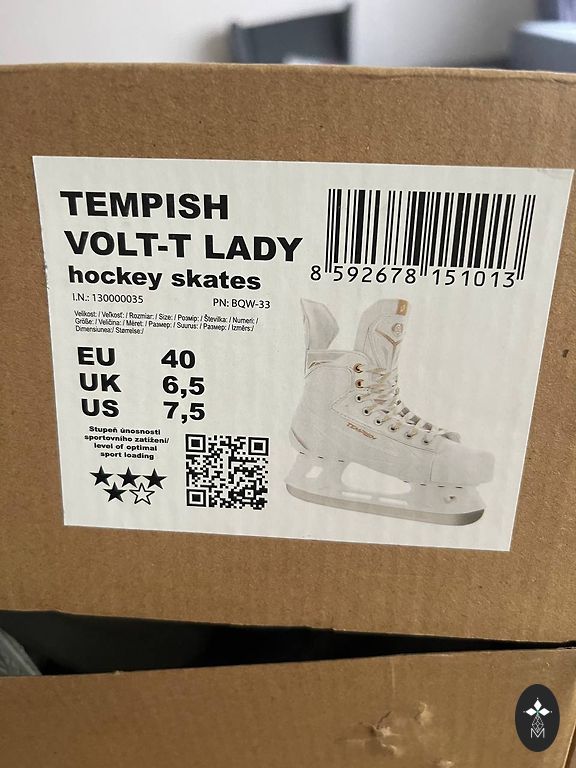 TEMPISH
VOLT-T LADY
hockey skates
8 592678 151013
I.N.: 130000035 PN: BQW-33
Velikost: / Veľkosť: / Rozmiar: / Size: / Розмір: / Številka: / Numeri: /
Größe: / Veličina: / Méret: / Размер: / Suurus: / Размер: / Izmērs:/
Dimensiunea:/ Størrelse:/
EU 40
UK 6,5
US 7,5
Stupeň únosnosti
sportovního zatížení/
level of optimal
sport loading
TEMPISH
M